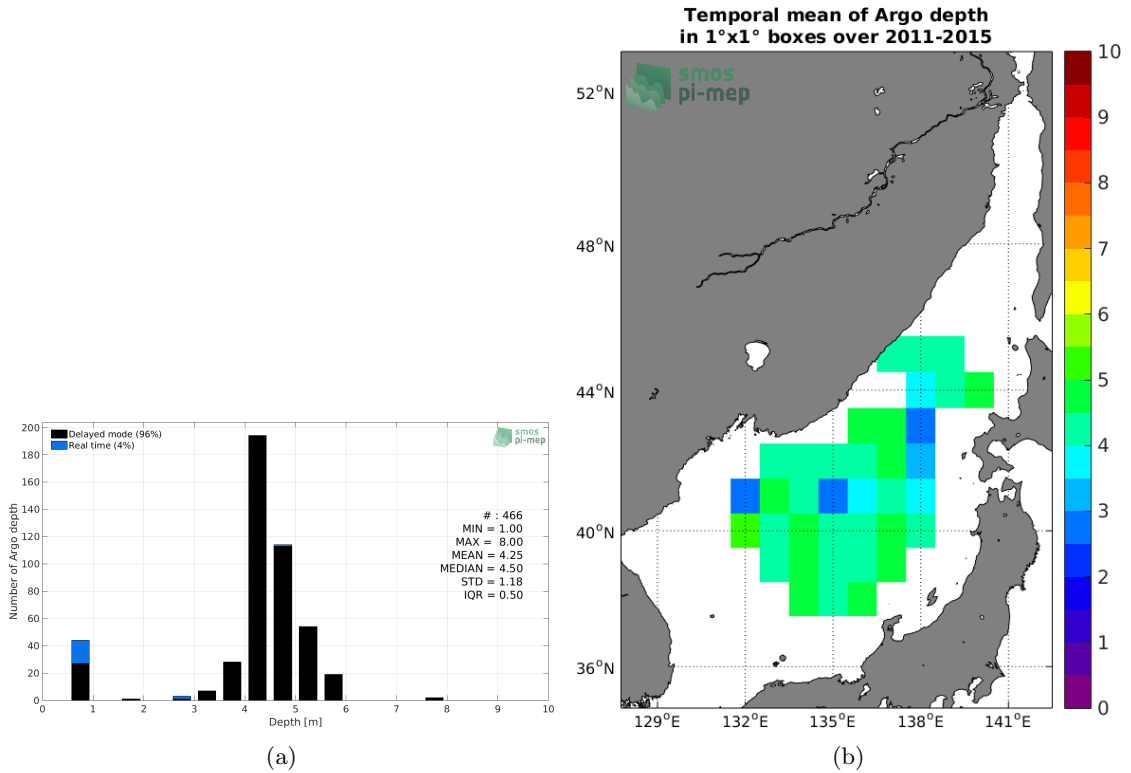 Temporal mean of Argo depth
in 1°x1° boxes over 2011-2015
smos
pi-mep
52°N
48°N
44°N
40°N
36°N
129°E
132°E
135°E
138°E
141°E
10
9
8
7
6
5
4
3
2
1
0
(b)
Number of Argo depth
200
180
160
140
120
100
80
60
40
20
0
Delayed mode (96%)
Real time (4%)
smos
pi-mep
# : 466
MIN = 1.00
MAX = 8.00
MEAN = 4.25
MEDIAN = 4.50
STD = 1.18
IQR = 0.50
0 1 2 3 4 5 6 7 8 9 10
Depth [m]
(a)